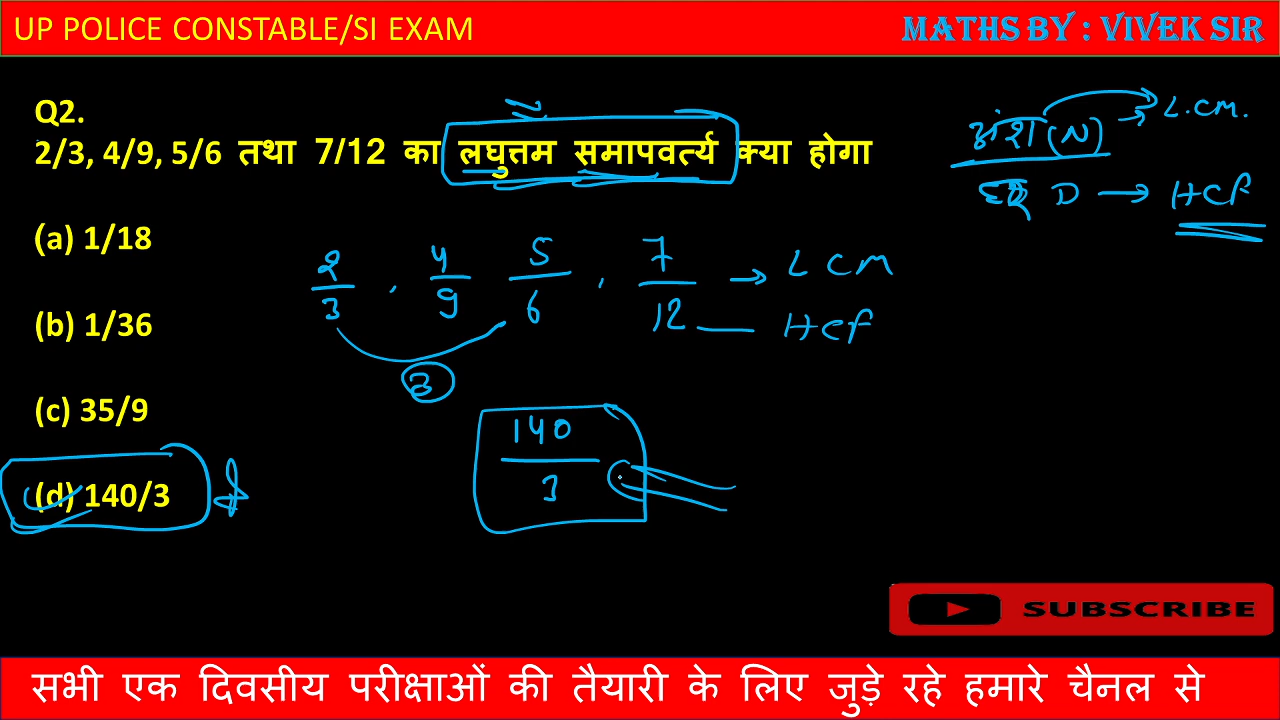 UP POLICE CONSTABLE/SI EXAM
MATHS BY : VIVEK SIR
Q2.
2/3, 4/9, 5/6 तथा 7/12 का लघुत्तम समापवर्त्य क्या होगा
(a) 1/18
(b) 1/36
(c) 35/9
(d) 140/3
अंश (N) → L.CM.
D → HCF
2/3 , 4/9 5/6 , 7/12 → L CM
HCF
3
140
3
SUBSCRIBE
सभी एक दिवसीय परीक्षाओं की तैयारी के लिए जुड़े रहे हमारे चैनल से